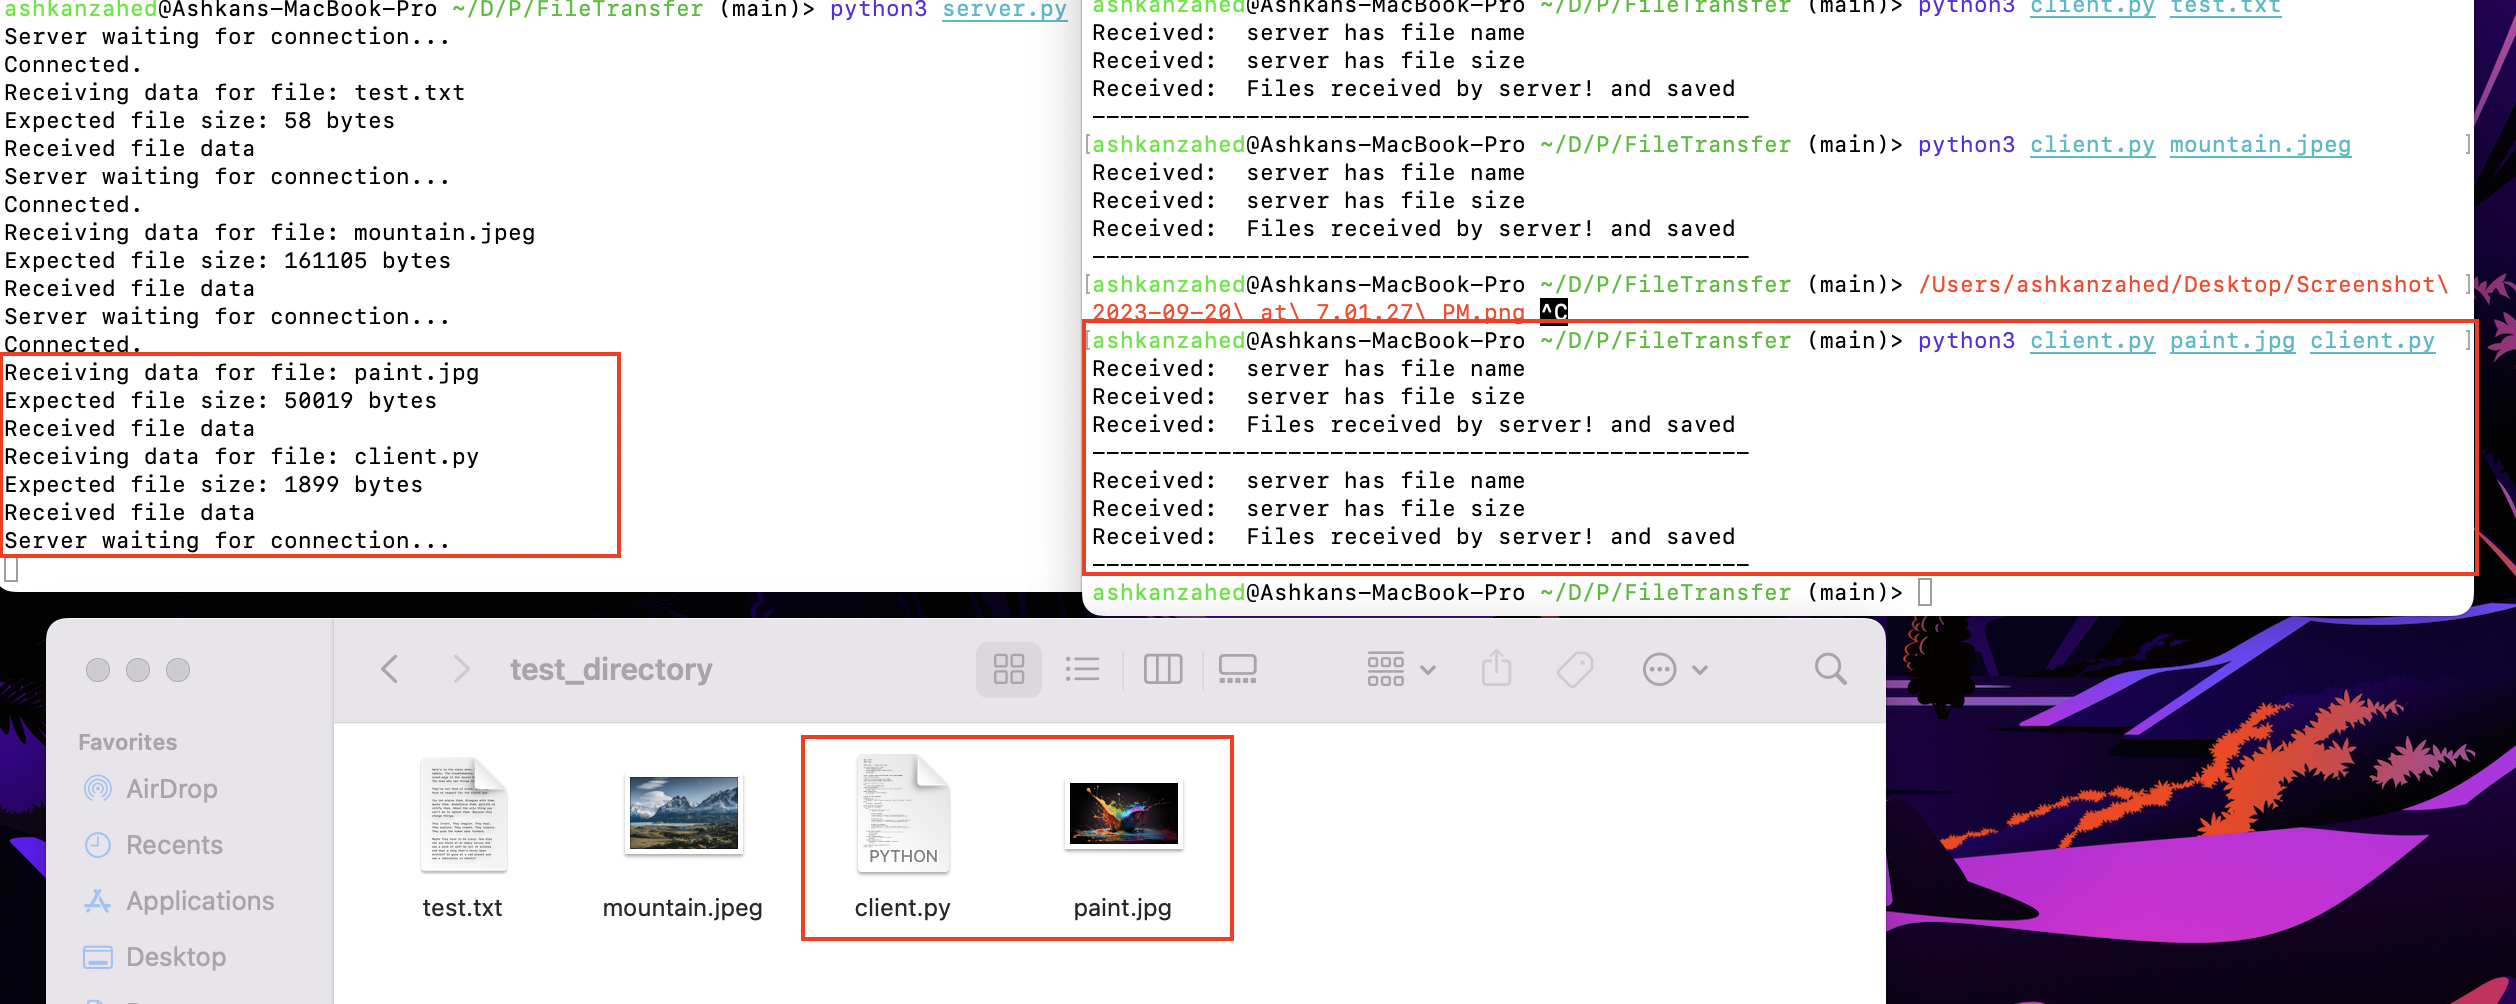 ashkanzahed@Ashkans-MacBook-Pro ~/D/P/FileTransfer (main)> python3 server.py
Server waiting for connection...
Connected.
Receiving data for file: test.txt
Expected file size: 58 bytes
Received file data
Server waiting for connection...
Connected.
Receiving data for file: mountain.jpeg
Expected file size: 161105 bytes
Received file data
Server waiting for connection...
Connected.
Receiving data for file: paint.jpg
Expected file size: 50019 bytes
Received file data
Receiving data for file: client.py
Expected file size: 1899 bytes
Received file data
Server waiting for connection...
ashkanzahed@Ashkans-MacBook-Pro ~/D/P/FileTransfer (main)> python3 client.py test.txt
Received:  server has file name
Received:  server has file size
Received:  Files received by server! and saved
-----------------------------------------------
[ashkanzahed@Ashkans-MacBook-Pro ~/D/P/FileTransfer (main)> python3 client.py mountain.jpeg ]
Received:  server has file name
Received:  server has file size
Received:  Files received by server! and saved
-----------------------------------------------
[ashkanzahed@Ashkans-MacBook-Pro ~/D/P/FileTransfer (main)> /Users/ashkanzahed/Desktop/Screenshot\ ]
2023-09-20\ at\ 7.01.27\ PM.png ^C
[ashkanzahed@Ashkans-MacBook-Pro ~/D/P/FileTransfer (main)> python3 client.py paint.jpg client.py ]
Received:  server has file name
Received:  server has file size
Received:  Files received by server! and saved
-----------------------------------------------
Received:  server has file name
Received:  server has file size
Received:  Files received by server! and saved
-----------------------------------------------
ashkanzahed@Ashkans-MacBook-Pro ~/D/P/FileTransfer (main)>
test_directory
Favorites
AirDrop
Recents
Applications
Desktop
PYTHON
test.txt
mountain.jpeg
client.py
paint.jpg